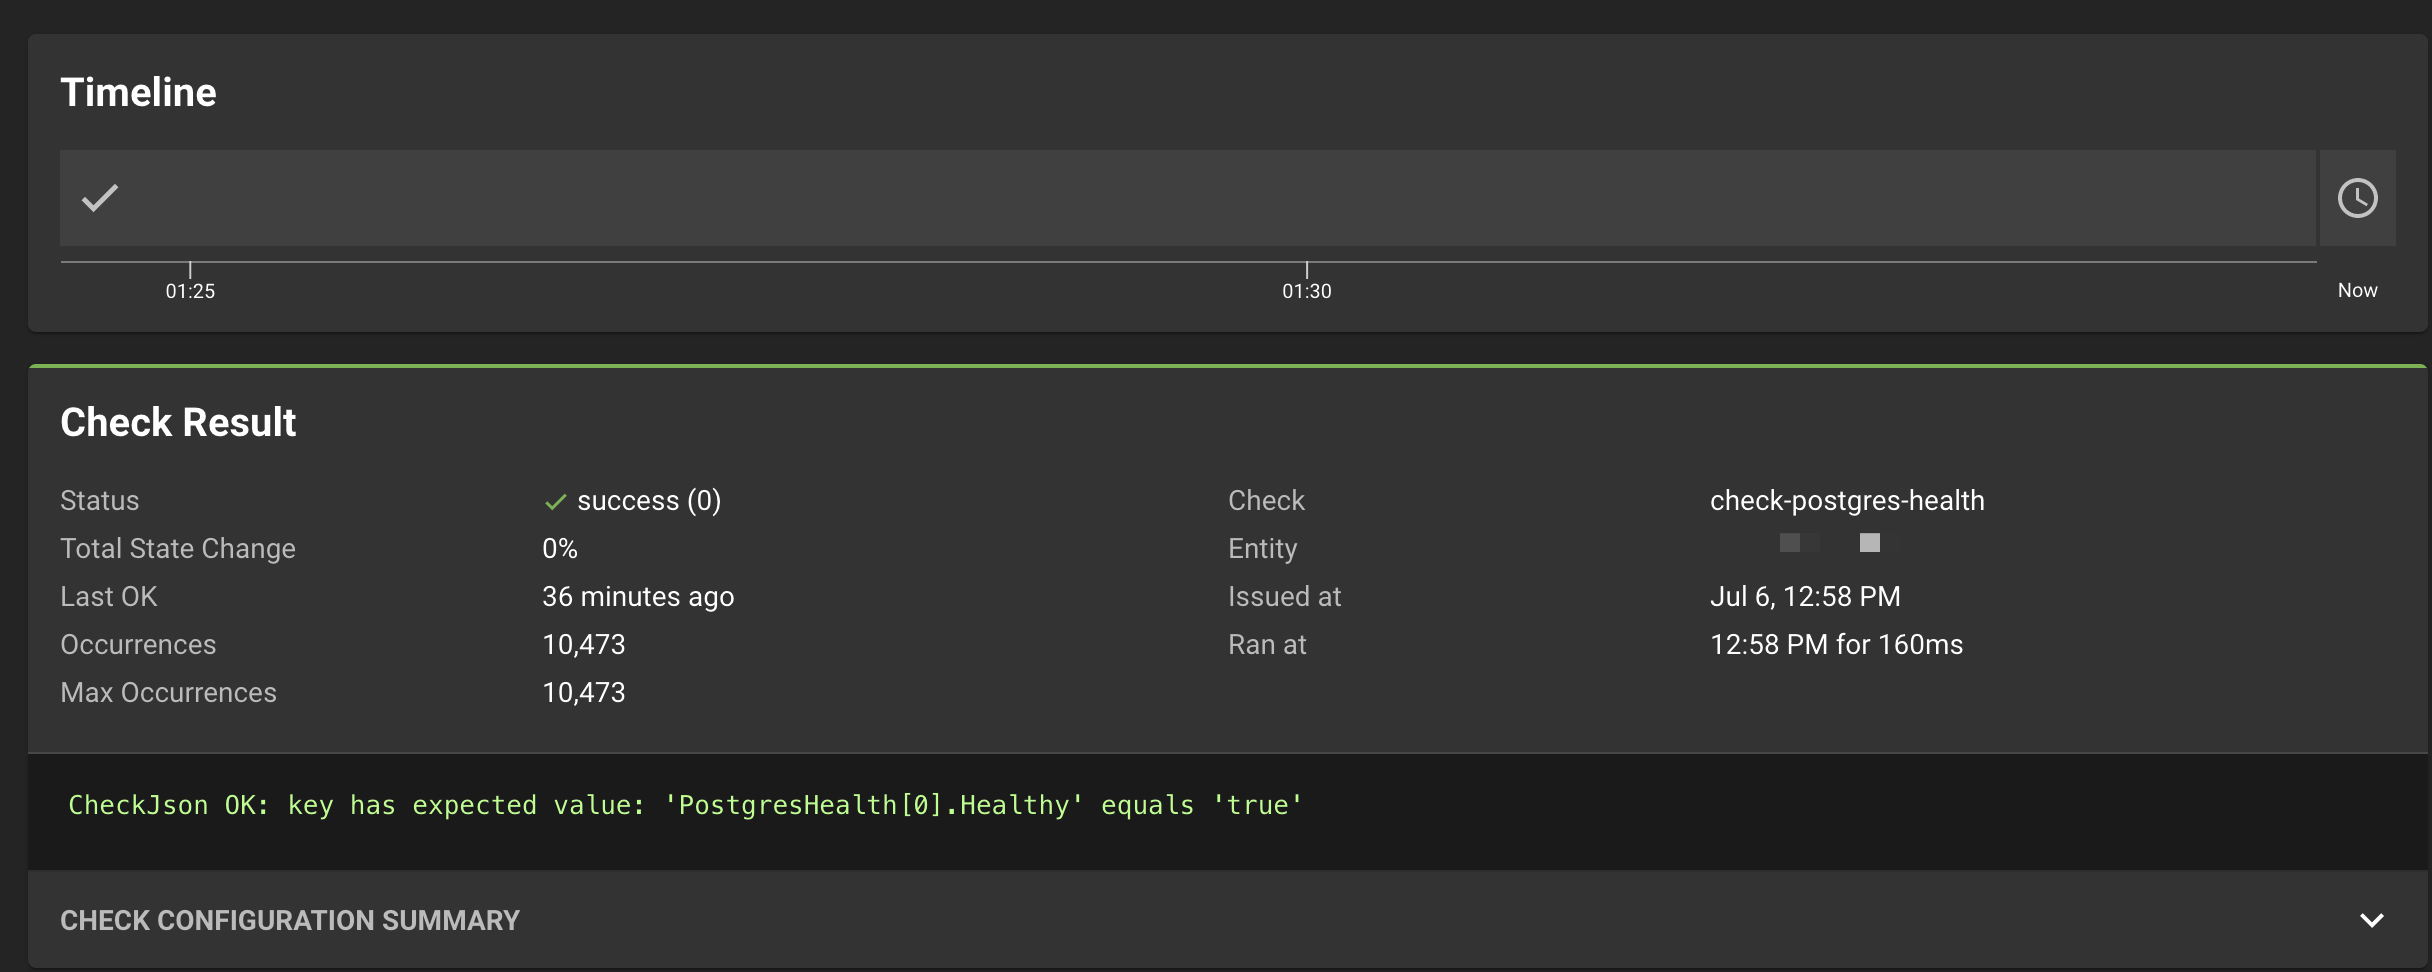 Timeline
01:25
01:30
Now
Check Result
Status
success (0)
Total State Change
0%
Last OK
36 minutes ago
Occurrences
10,473
Max Occurrences
10,473
Check
check-postgres-health
Entity
Issued at
Jul 6, 12:58 PM
Ran at
12:58 PM for 160ms
CheckJson OK: key has expected value: 'PostgresHealth[0].Healthy' equals 'true'
CHECK CONFIGURATION SUMMARY